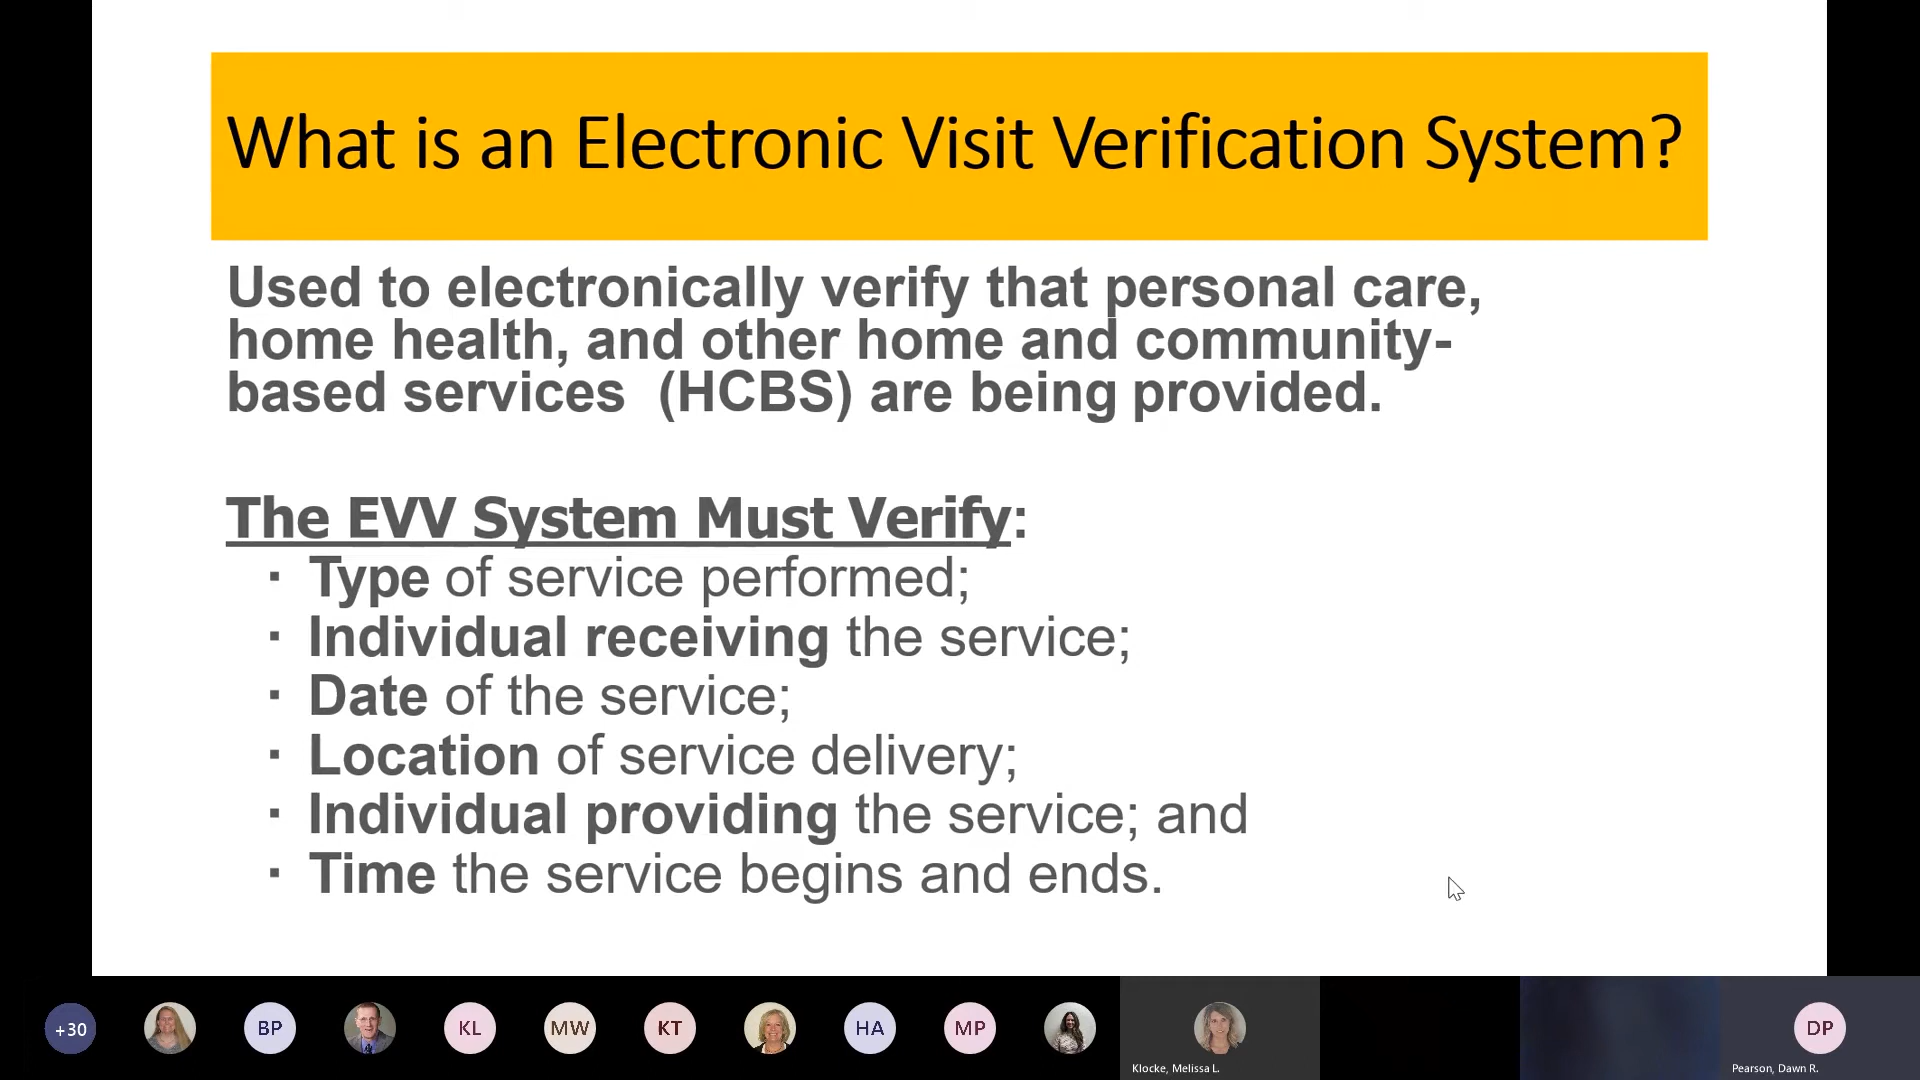 What is an Electronic Visit Verification System?
Used to electronically verify that personal care,
home health, and other home and community-
based services  (HCBS) are being provided.
The EVV System Must Verify:
▪ Type of service performed;
▪ Individual receiving the service;
▪ Date of the service;
▪ Location of service delivery;
▪ Individual providing the service; and
▪ Time the service begins and ends.
+30 BP KL MW KT HA MP DP
Klocke, Melissa L. Pearson, Dawn R.